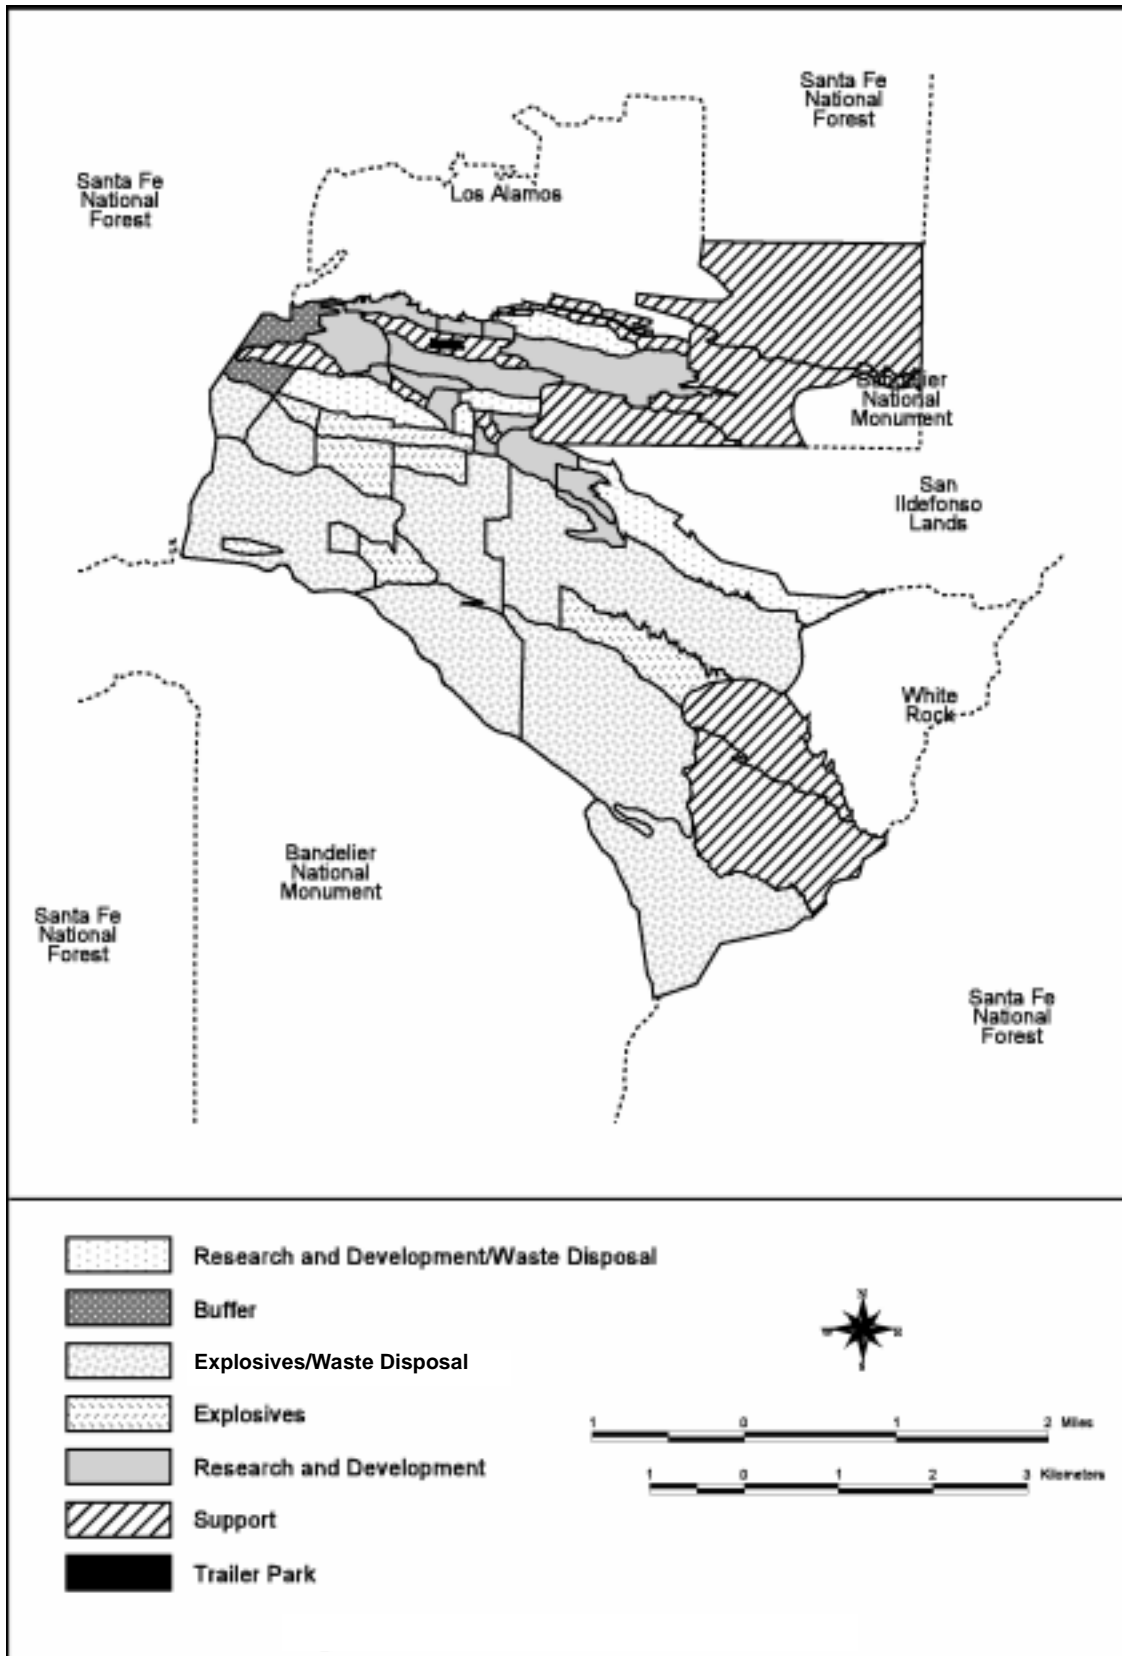 Santa Fe
National
Forest
Santa Fe
National
Forest
Los Alamos
Bandelier
National
Monument
San
Ildefonso
Lands
White
Rock
Bandelier
National
Monument
Santa Fe
National
Forest
Santa Fe
National
Forest
Research and Development/Waste Disposal
Buffer
Explosives/Waste Disposal
Explosives
Research and Development
Support
Trailer Park
N
W
E
S
1 0 1 2 Miles
1 0 1 2 3 Kilometers